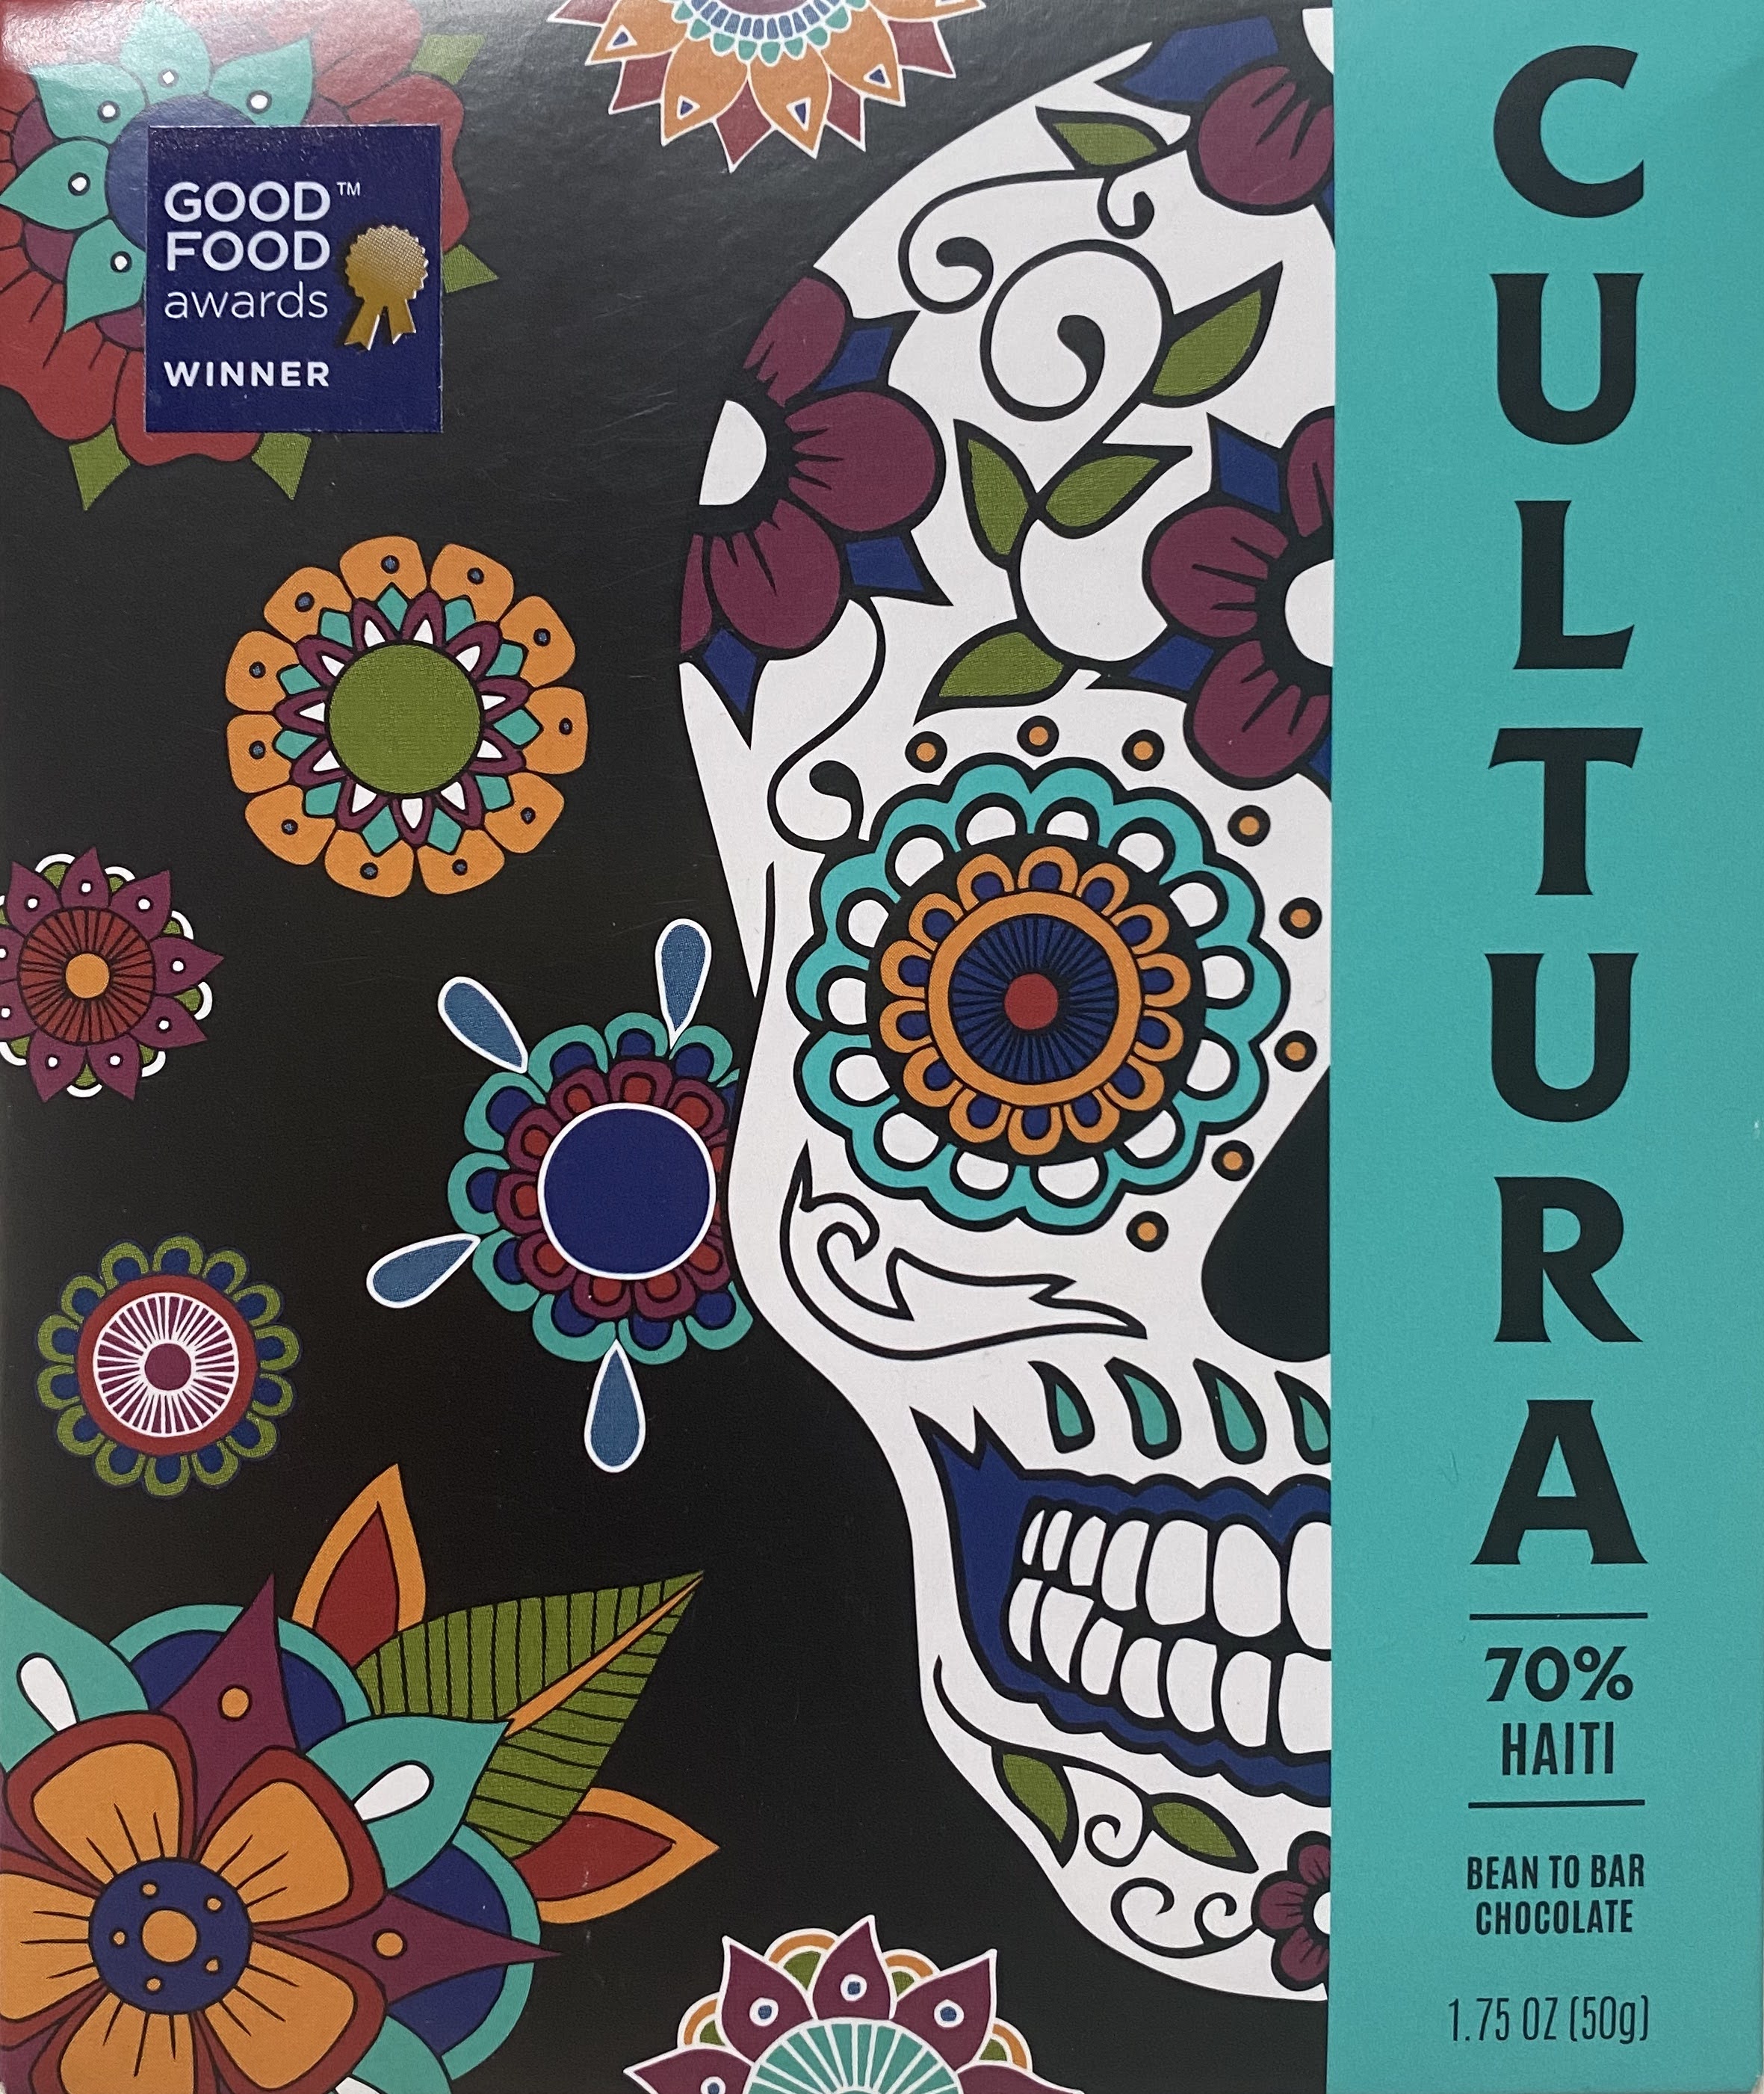 GOOD™
FOOD
awards
WINNER
CULTURA
70%
HAITI
BEAN TO BAR
CHOCOLATE
1.75 OZ (50g)